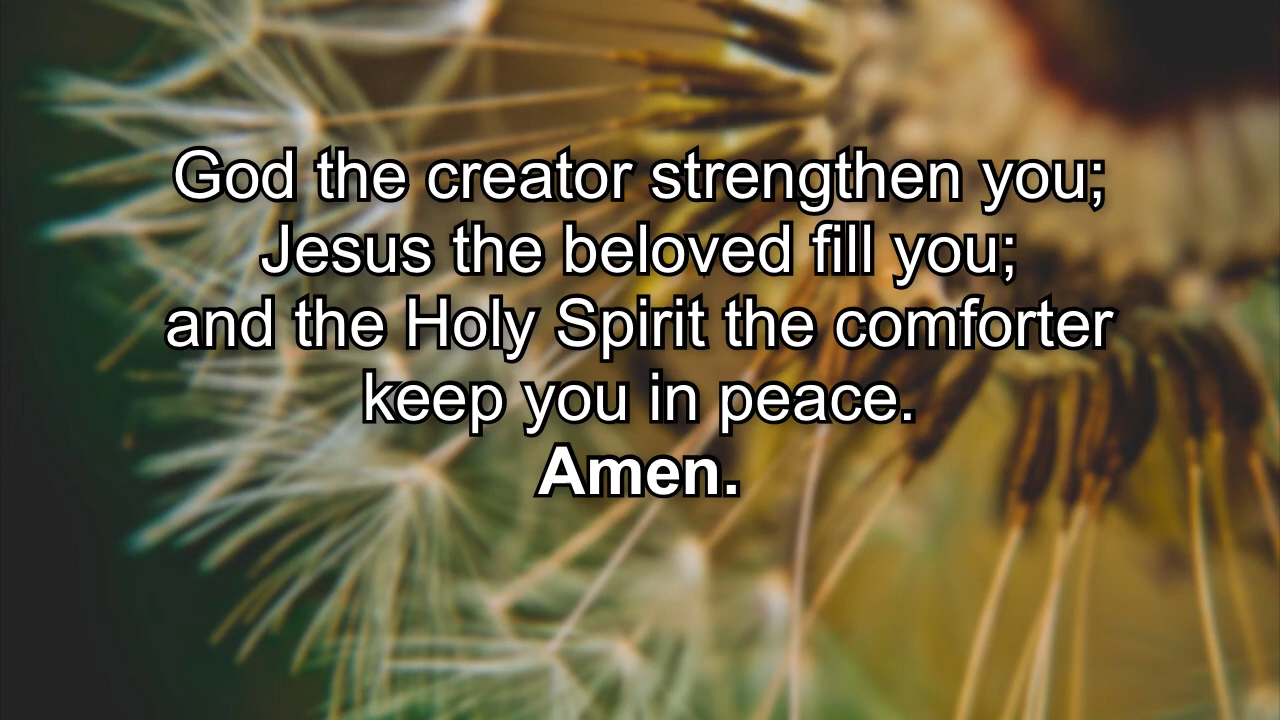 God the creator strengthen you;
Jesus the beloved fill you;
and the Holy Spirit the comforter
keep you in peace.
Amen.